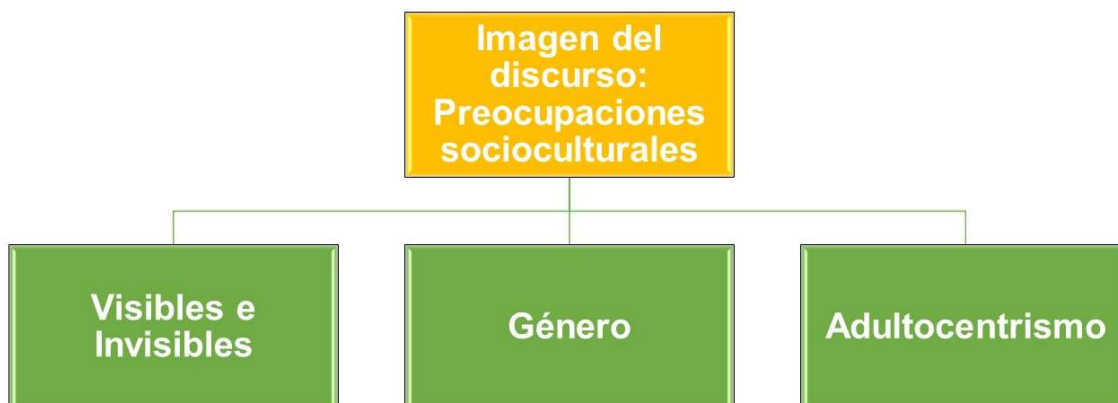 Imagen del
discurso:
Preocupaciones
socioculturales
Visibles e
Invisibles
Género
Adultocentrismo